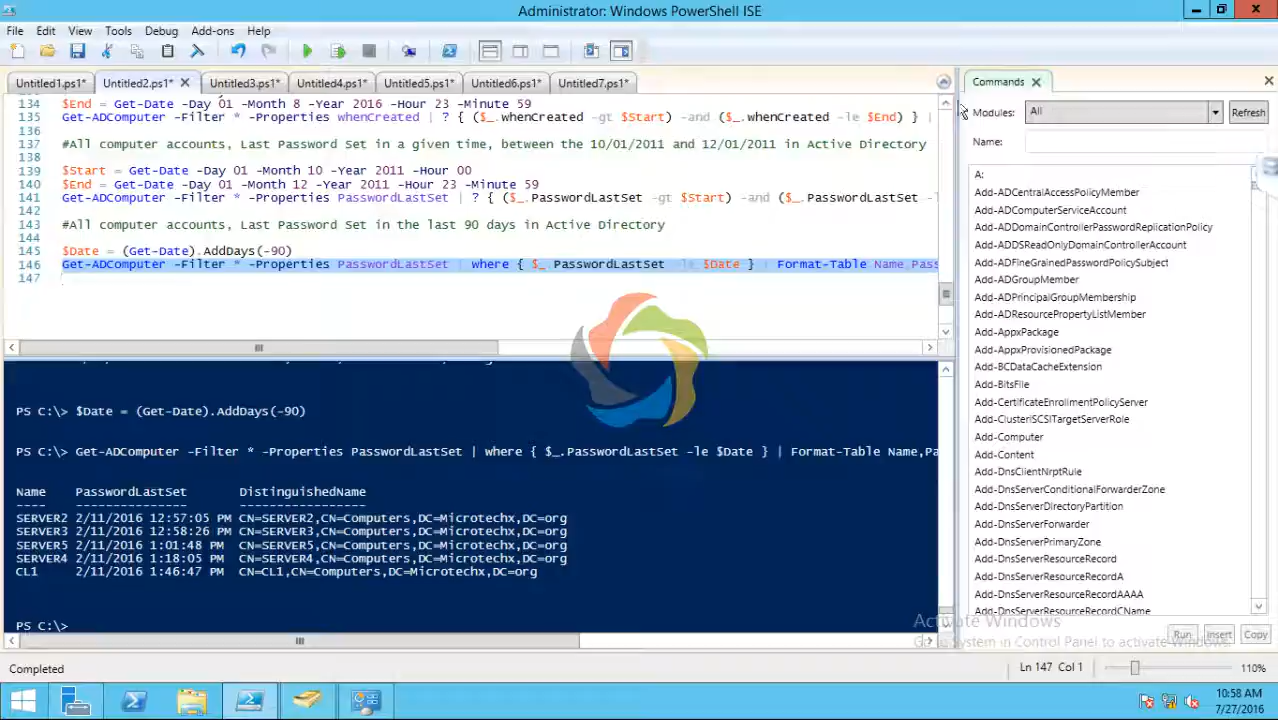 Administrator: Windows PowerShell ISE
File Edit View Tools Debug Add-ons Help
Untitled1.ps1* Untitled2.ps1* Untitled3.ps1* Untitled4.ps1* Untitled5.ps1* Untitled6.ps1* Untitled7.ps1*
134 $End = Get-Date -Day 01 -Month 8 -Year 2016 -Hour 23 -Minute 59
135 Get-ADComputer -Filter * -Properties whenCreated | ? { ($_.whenCreated -gt $Start) -and ($_.whenCreated -le $End) } |
136
137 #All computer accounts, Last Password Set in a given time, between the 10/01/2011 and 12/01/2011 in Active Directory
138
139 $Start = Get-Date -Day 01 -Month 10 -Year 2011 -Hour 00
140 $End = Get-Date -Day 01 -Month 12 -Year 2011 -Hour 23 -Minute 59
141 Get-ADComputer -Filter * -Properties PasswordLastSet | ? { ($_.PasswordLastSet -gt $Start) -and ($_.PasswordLastSet -l
142
143 #All computer accounts, Last Password Set in the last 90 days in Active Directory
144
145 $Date = (Get-Date).AddDays(-90)
146 Get-ADComputer -Filter * -Properties PasswordLastSet | where { $_.PasswordLastSet -le $Date } | Format-Table Name,Pass
147
PS C:\> $Date = (Get-Date).AddDays(-90)
PS C:\> Get-ADComputer -Filter * -Properties PasswordLastSet | where { $_.PasswordLastSet -le $Date } | Format-Table Name,Pa
Name PasswordLastSet DistinguishedName
---- --------------- -----------------
SERVER2 2/11/2016 12:57:05 PM CN=SERVER2,CN=Computers,DC=Microtechx,DC=org
SERVER3 2/11/2016 12:58:26 PM CN=SERVER3,CN=Computers,DC=Microtechx,DC=org
SERVER5 2/11/2016 1:01:48 PM CN=SERVER5,CN=Computers,DC=Microtechx,DC=org
SERVER4 2/11/2016 1:18:05 PM CN=SERVER4,CN=Computers,DC=Microtechx,DC=org
CL1 2/11/2016 1:46:47 PM CN=CL1,CN=Computers,DC=Microtechx,DC=org
PS C:\>
Commands
Modules: All Refresh
Name:
A:
Add-ADCentralAccessPolicyMember
Add-ADComputerServiceAccount
Add-ADDomainControllerPasswordReplicationPolicy
Add-ADDSReadOnlyDomainControllerAccount
Add-ADFineGrainedPasswordPolicySubject
Add-ADGroupMember
Add-ADPrincipalGroupMembership
Add-ADResourcePropertyListMember
Add-AppxPackage
Add-AppxProvisionedPackage
Add-BCDataCacheExtension
Add-BitsFile
Add-CertificateEnrollmentPolicyServer
Add-ClusteriSCSITargetServerRole
Add-Computer
Add-Content
Add-DnsClientNrptRule
Add-DnsServerConditionalForwarderZone
Add-DnsServerDirectoryPartition
Add-DnsServerForwarder
Add-DnsServerPrimaryZone
Add-DnsServerResourceRecord
Add-DnsServerResourceRecordA
Add-DnsServerResourceRecordAAAA
Add-DnsServerResourceRecordCName
Run Insert Copy
Activate Windows
Go to System in Control Panel to activate Windows.
Completed Ln 147 Col 1 110%
10:58 AM
7/27/2016